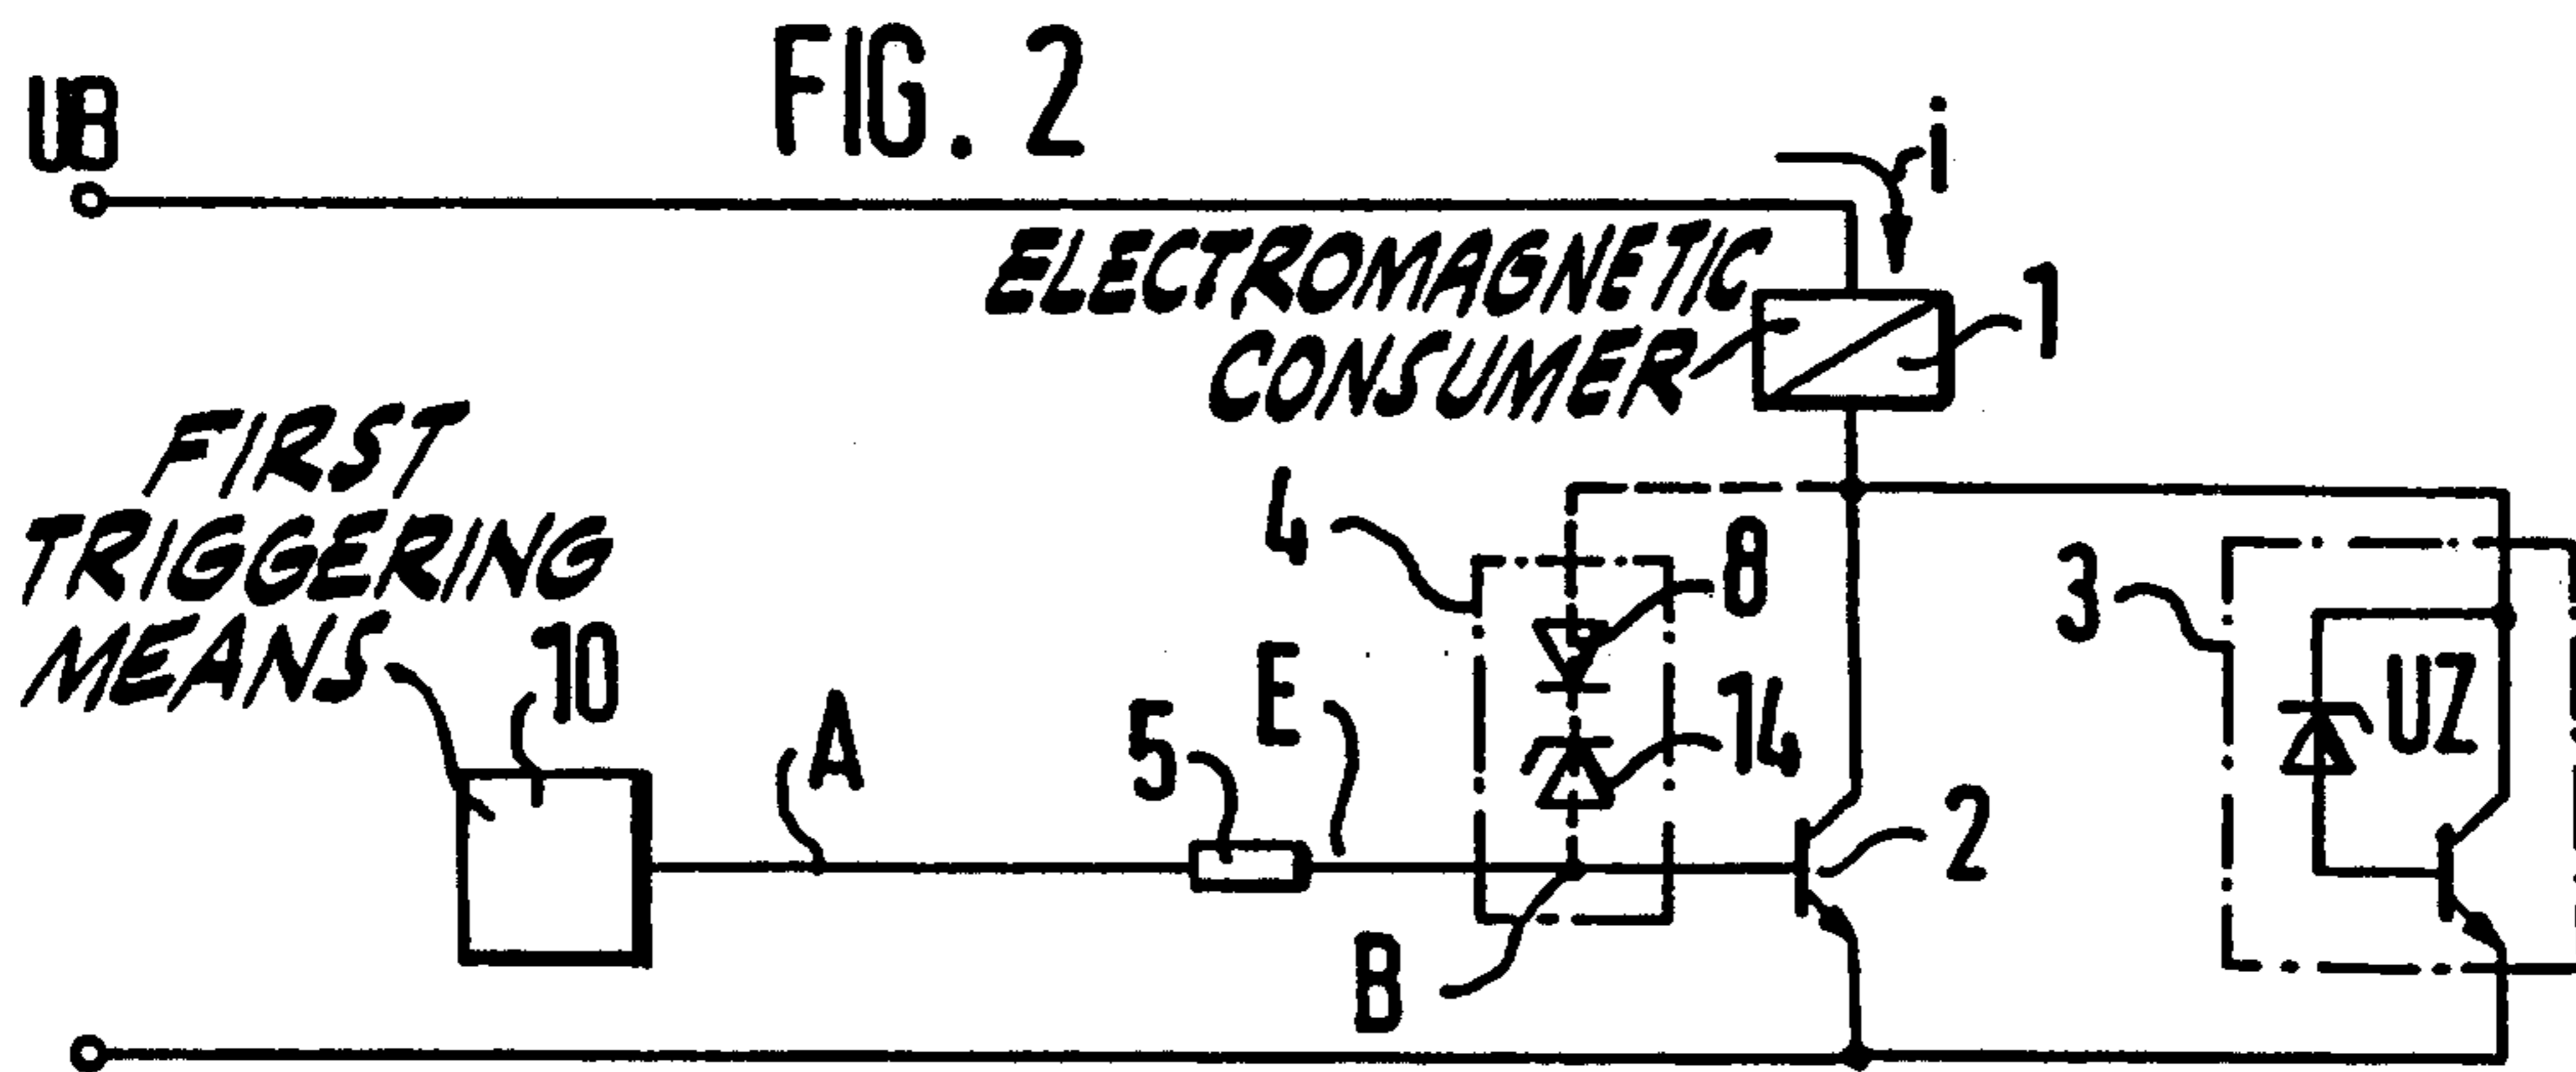 FIG. 2
UB
i
ELECTROMAGNETIC
CONSUMER
1
FIRST
TRIGGERING
MEANS
10
A
5
E
4
8
14
2
3
UZ
B